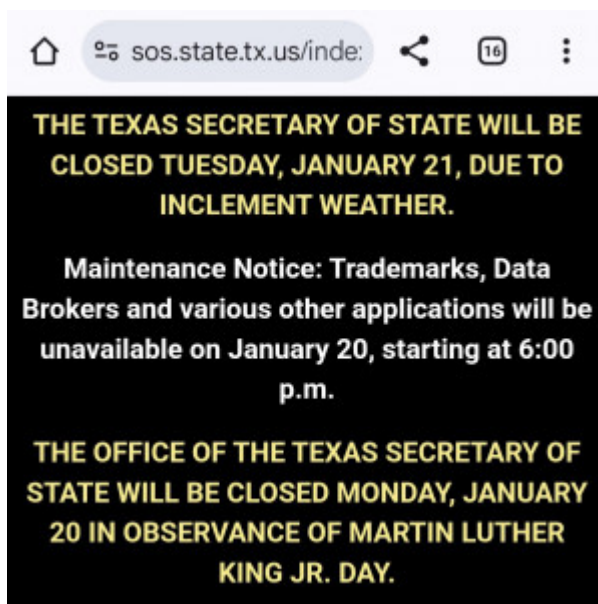 sos.state.tx.us/inde:
16
THE TEXAS SECRETARY OF STATE WILL BE
CLOSED TUESDAY, JANUARY 21, DUE TO
INCLEMENT WEATHER.
Maintenance Notice: Trademarks, Data
Brokers and various other applications will be
unavailable on January 20, starting at 6:00
p.m.
THE OFFICE OF THE TEXAS SECRETARY OF
STATE WILL BE CLOSED MONDAY, JANUARY
20 IN OBSERVANCE OF MARTIN LUTHER
KING JR. DAY.